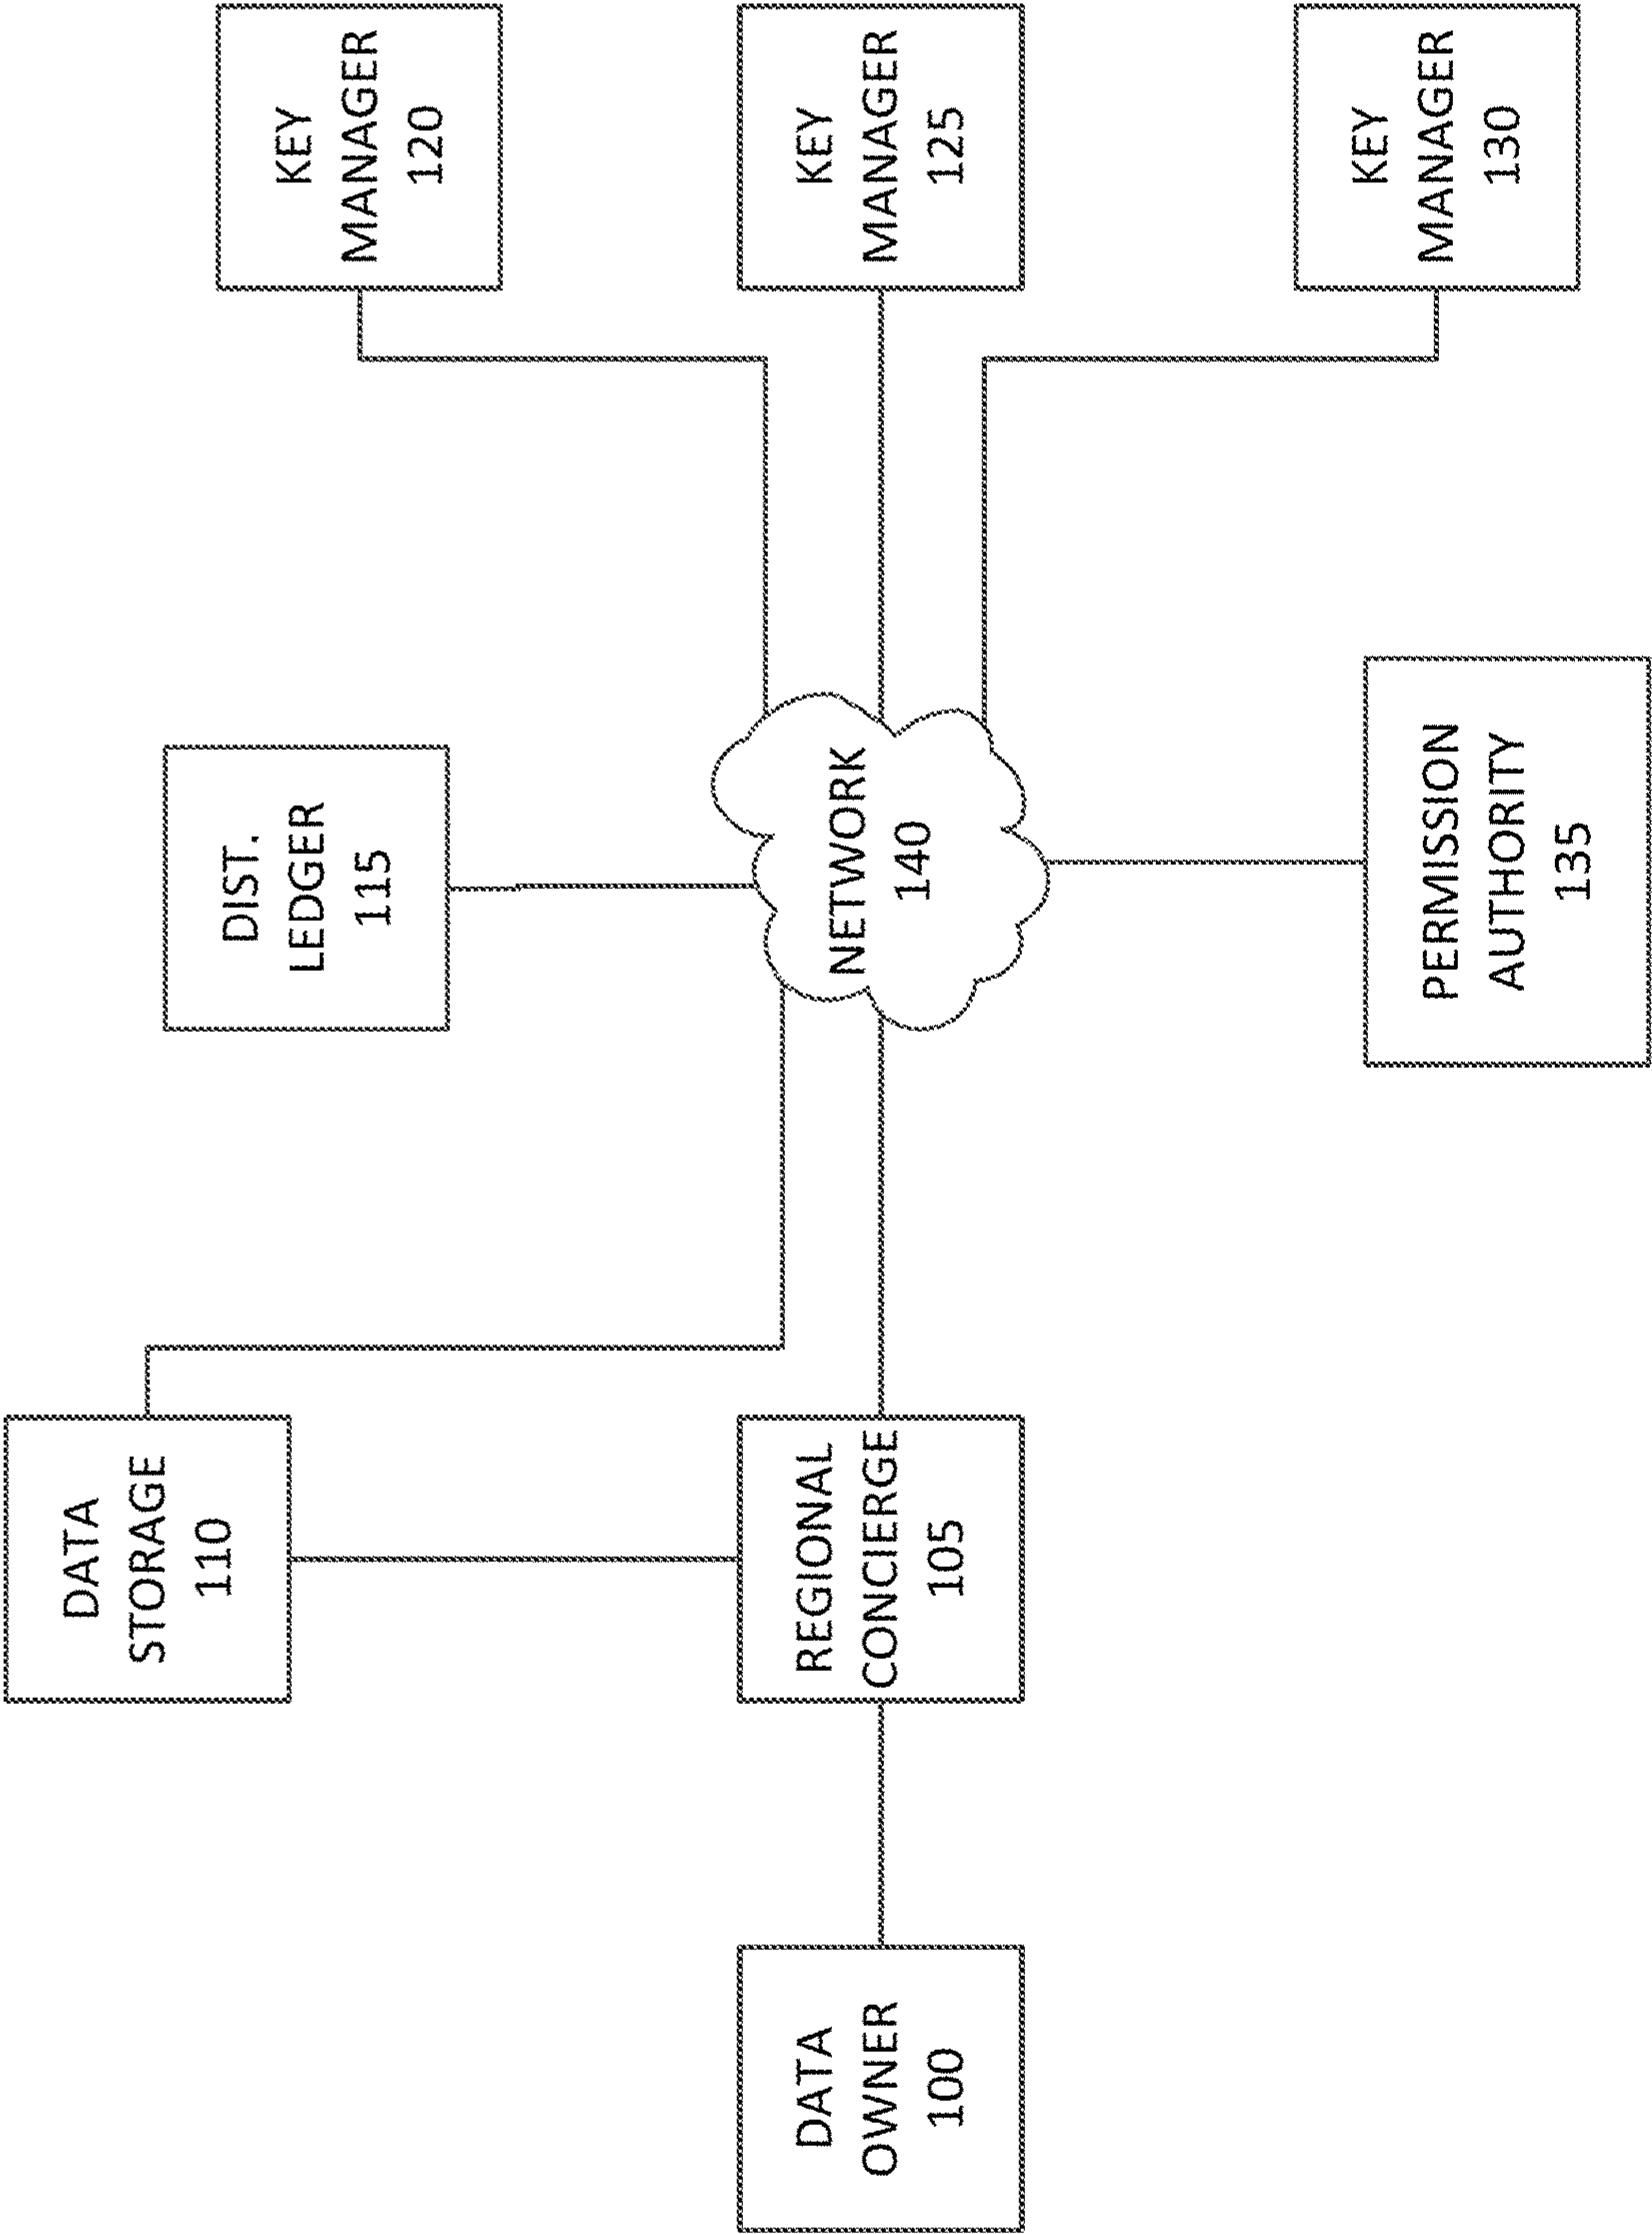 DATA
STORAGE
110
DIST.
LEDGER
115
KEY
MANAGER
120
DATA
OWNER
100
REGIONAL
CONCIERGE
105
NETWORK
140
KEY
MANAGER
125
PERMISSION
AUTHORITY
135
KEY
MANAGER
130